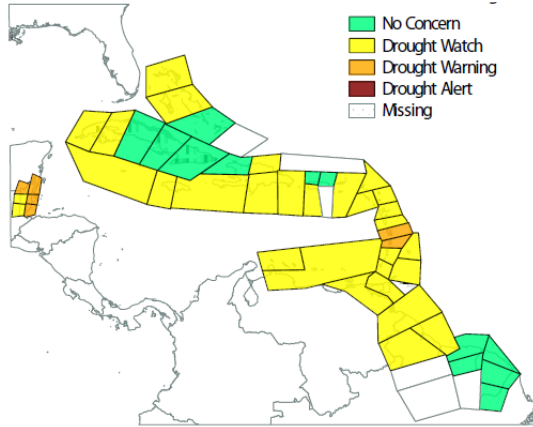 No Concern
Drought Watch
Drought Warning
Drought Alert
Missing